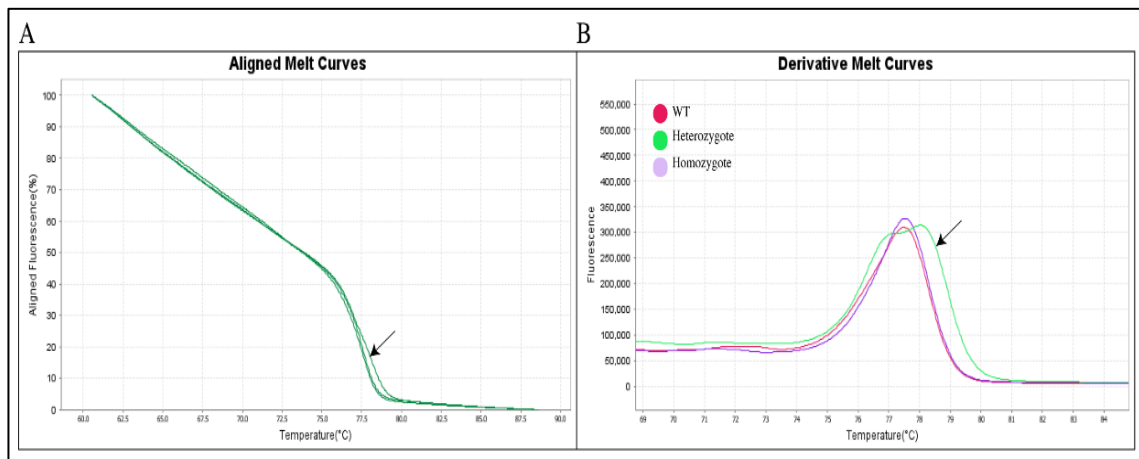 A
Aligned Melt Curves
Aligned Fluorescence(%)
100
90
80
70
60
50
40
30
20
10
0
60.0 62.5 65.0 67.5 70.0 72.5 75.0 77.5 80.0 82.5 85.0 87.5 90.0
Temperature(°C)
B
Derivative Melt Curves
WT
Heterozygote
Homozygote
Fluorescence
550,000
500,000
450,000
400,000
350,000
300,000
250,000
200,000
150,000
100,000
50,000
0
69 70 71 72 73 74 75 76 77 78 79 80 81 82 83 84
Temperature(°C)